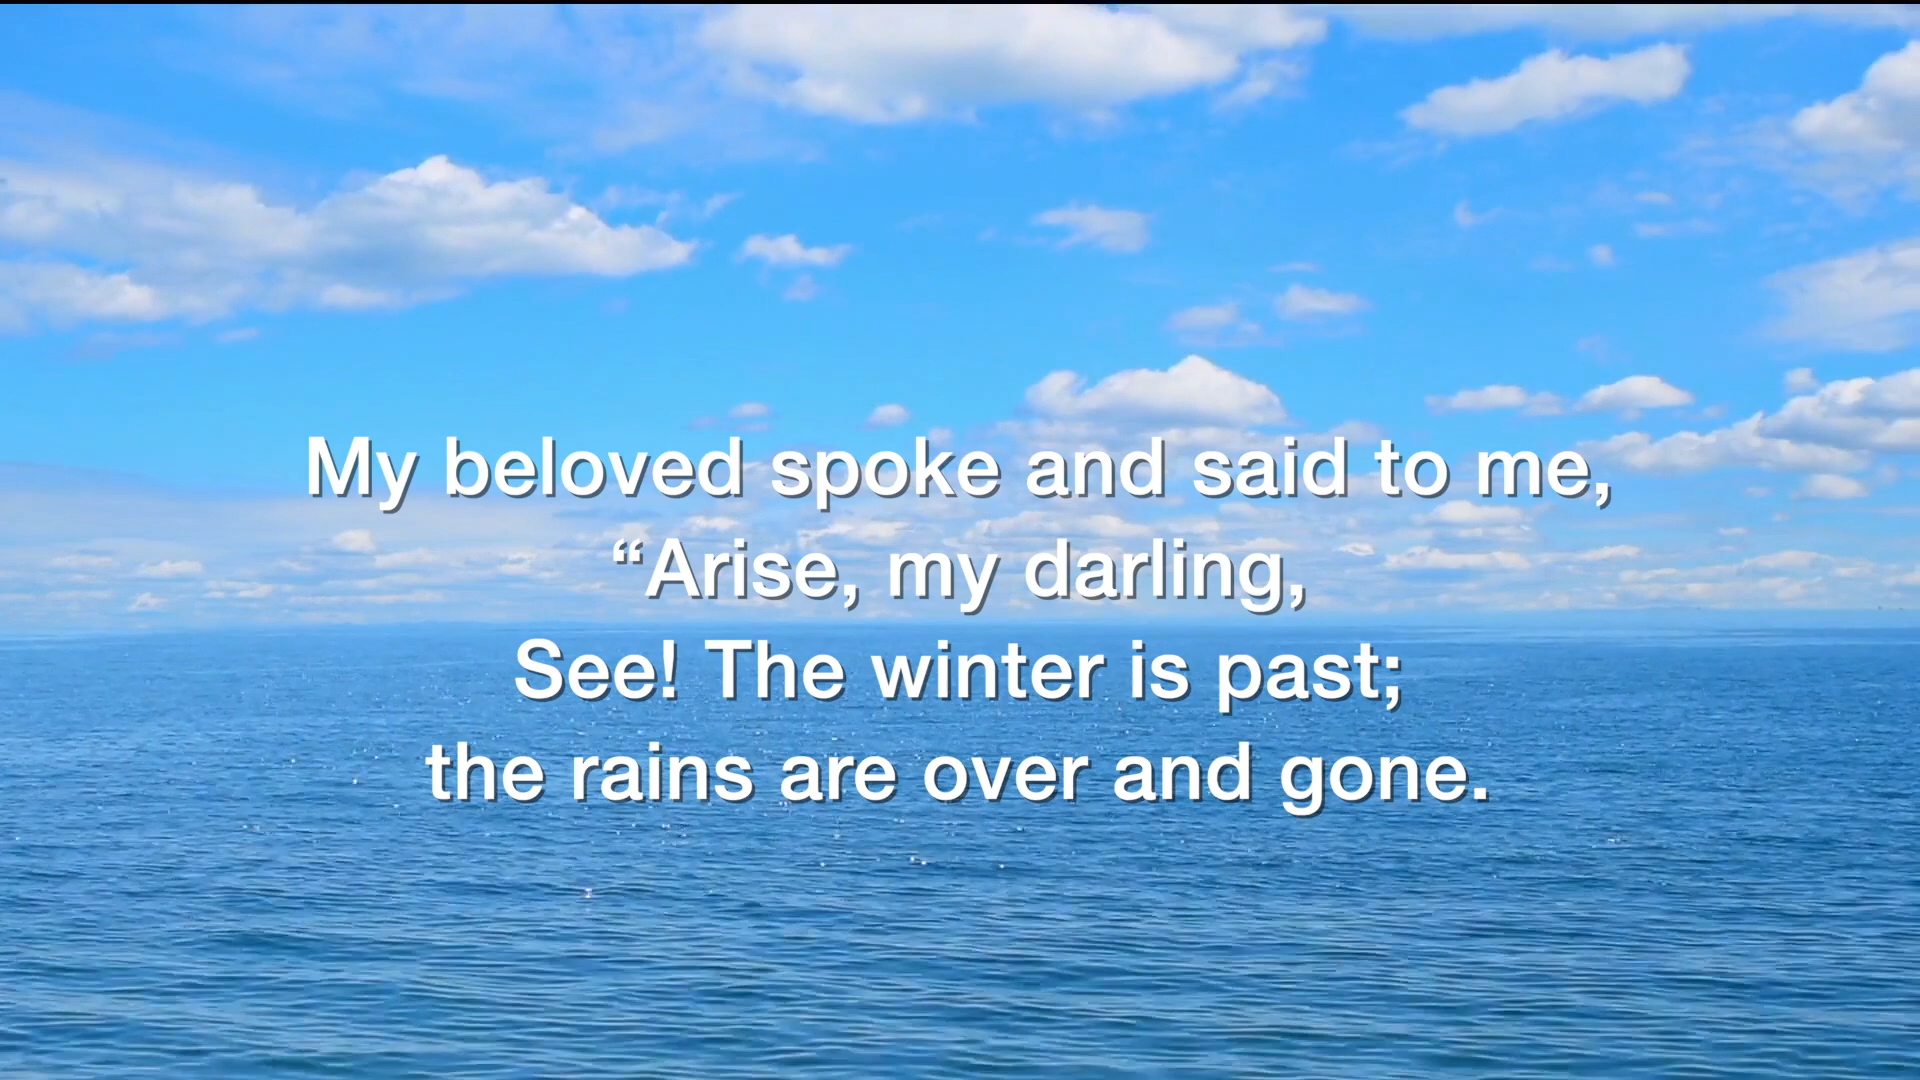 My beloved spoke and said to me,
“Arise, my darling,
See! The winter is past;
the rains are over and gone.